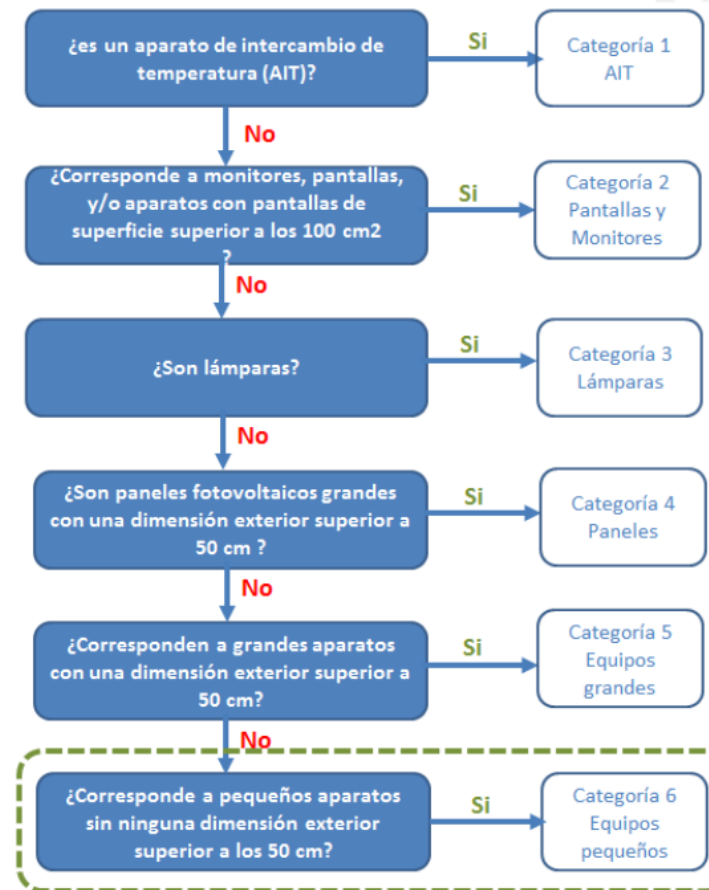 ¿es un aparato de intercambio de
temperatura (AIT)?
Si
Categoría 1
AIT
No
¿Corresponde a monitores, pantallas,
y/o aparatos con pantallas de
superficie superior a los 100 cm2
?
Si
Categoría 2
Pantallas y
Monitores
No
¿Son lámparas?
Si
Categoría 3
Lámparas
No
¿Son paneles fotovoltaicos grandes
con una dimensión exterior superior a
50 cm ?
Si
Categoría 4
Paneles
No
¿Corresponden a grandes aparatos
con una dimensión exterior superior a
50 cm?
Si
Categoría 5
Equipos
grandes
No
¿Corresponde a pequeños aparatos
sin ninguna dimensión exterior
superior a los 50 cm?
Si
Categoría 6
Equipos
pequeños